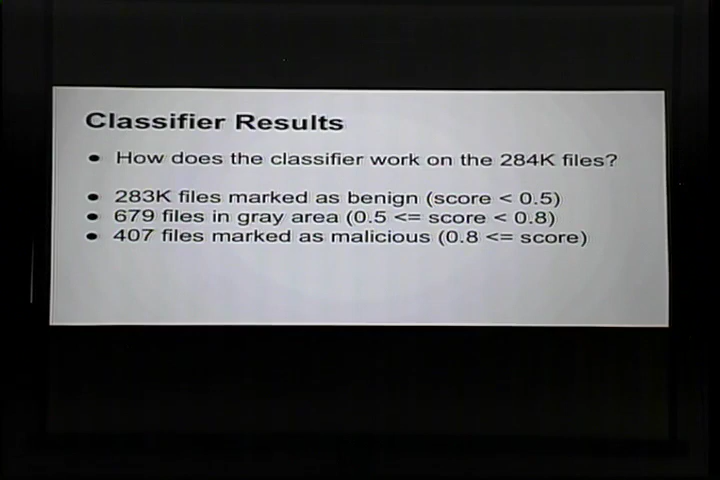 Classifier Results
• How does the classifier work on the 284K files?
• 283K files marked as benign (score < 0.5)
• 679 files in gray area (0.5 <= score < 0.8)
• 407 files marked as malicious (0.8 <= score)